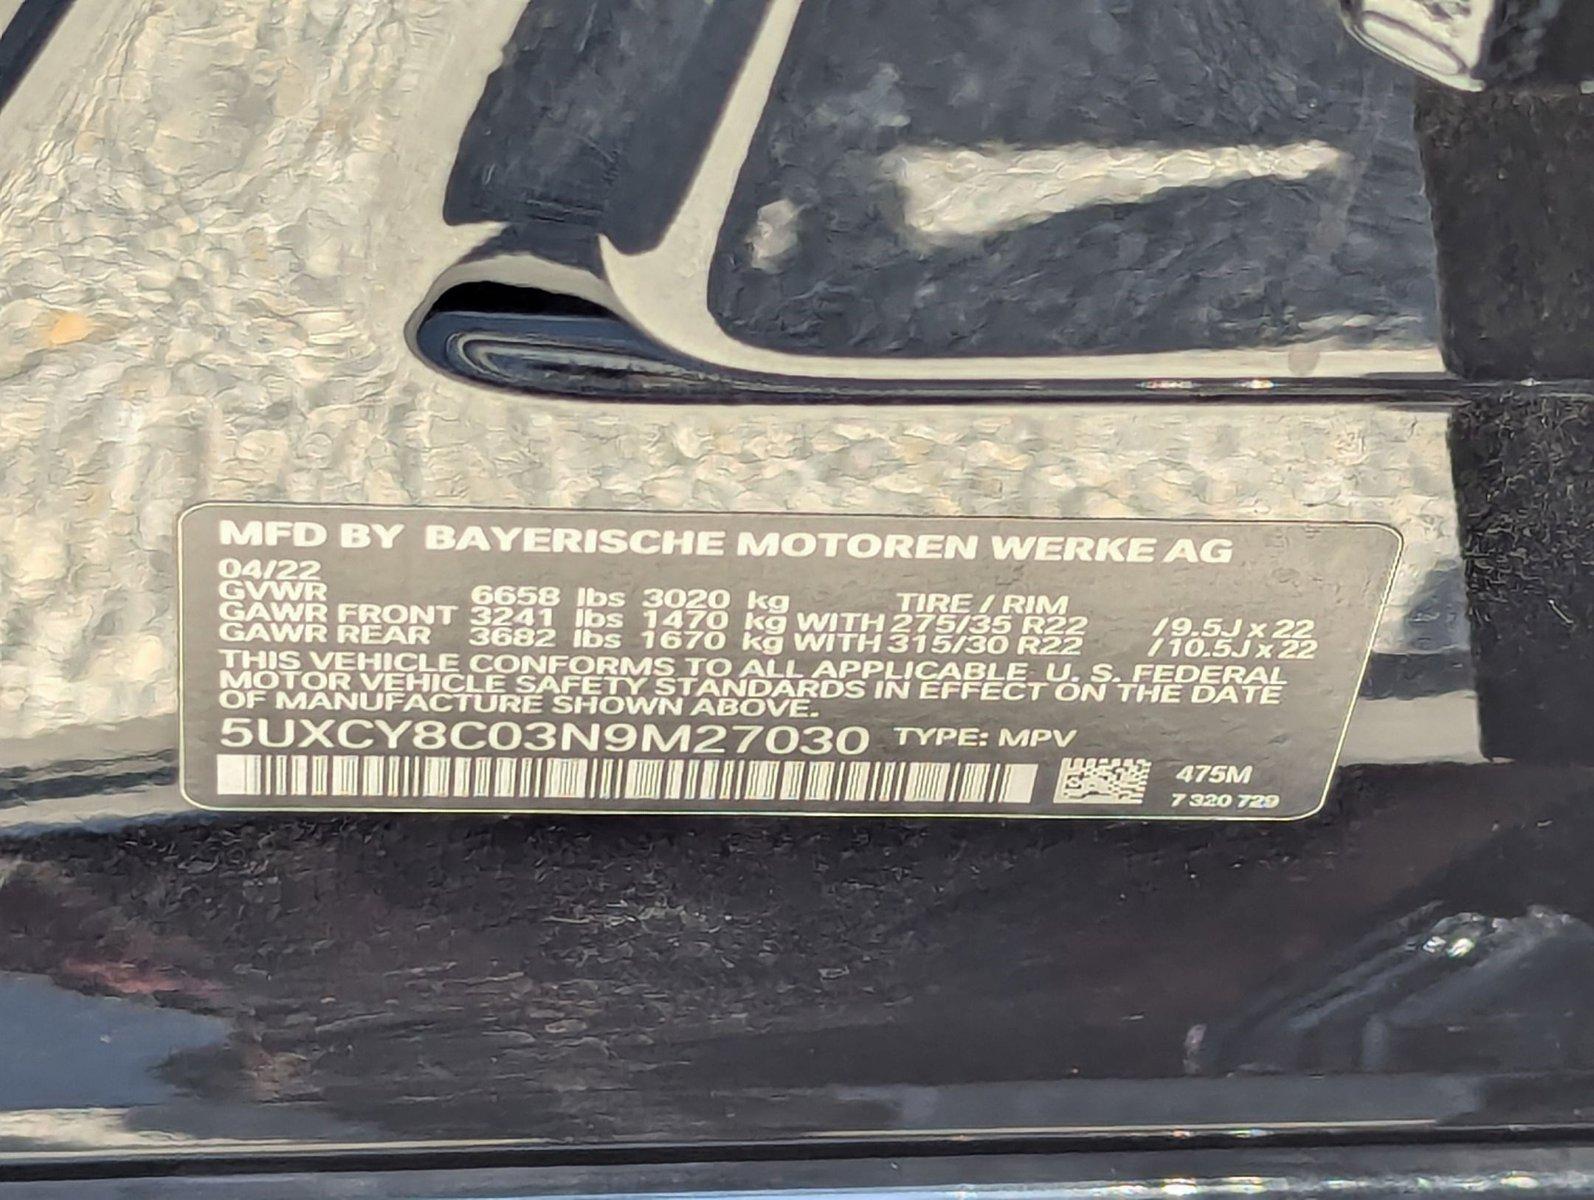 MFD BY BAYERISCHE MOTOREN WERKE AG
04/22
GVWR 6658 lbs 3020 kg TIRE / RIM
GAWR FRONT 3241 lbs 1470 kg WITH 275/35 R22 / 9.5J x 22
GAWR REAR 3682 lbs 1670 kg WITH 315/30 R22 / 10.5J x 22
THIS VEHICLE CONFORMS TO ALL APPLICABLE U. S. FEDERAL
MOTOR VEHICLE SAFETY STANDARDS IN EFFECT ON THE DATE
OF MANUFACTURE SHOWN ABOVE.
5UXCY8C03N9M27030 TYPE: MPV
475M
7 320 729